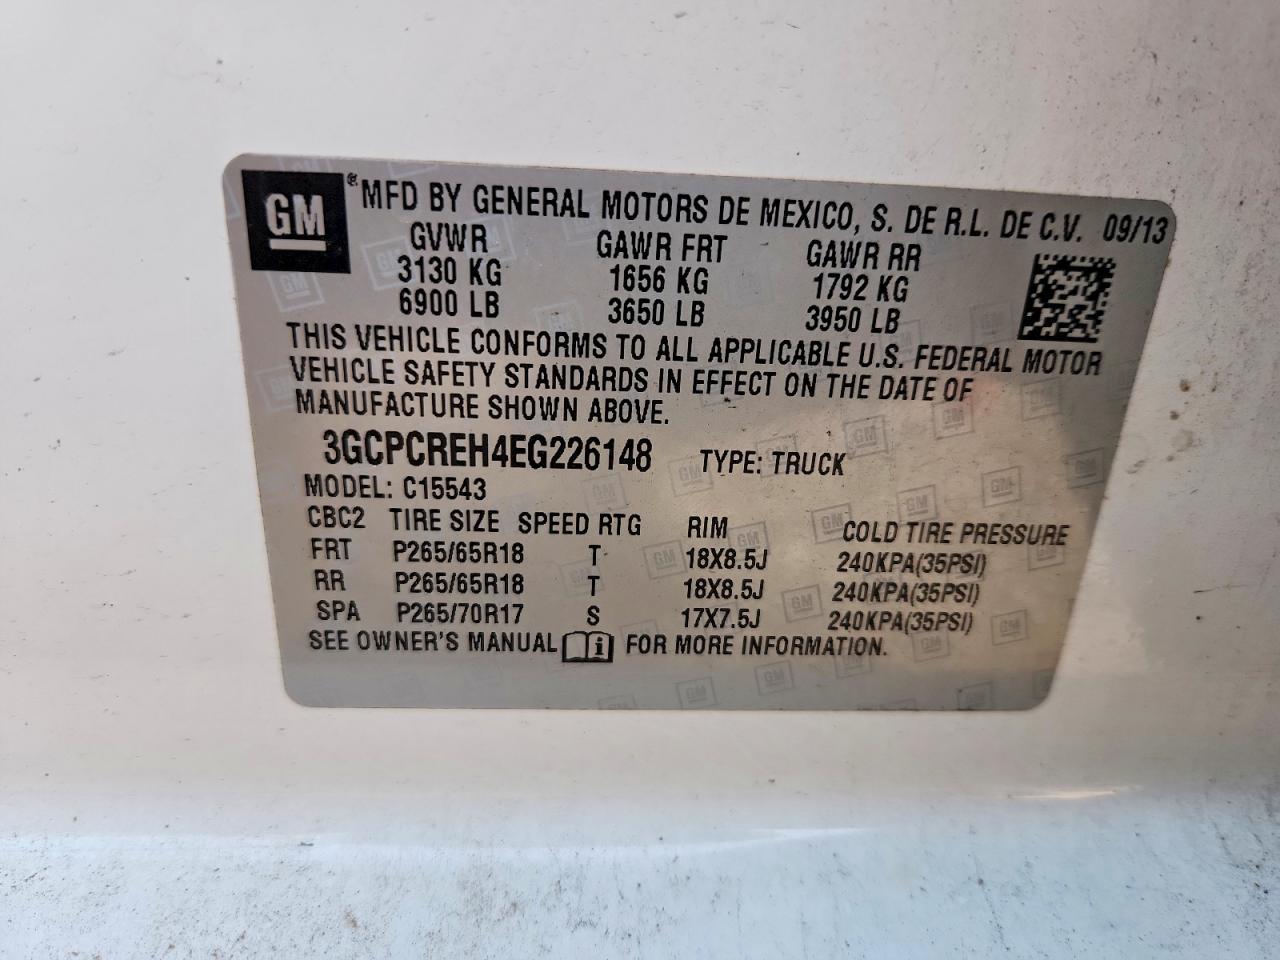 GM
® MFD BY GENERAL MOTORS DE MEXICO, S. DE R.L. DE C.V. 09/13
GVWR GAWR FRT GAWR RR
3130 KG 1656 KG 1792 KG
6900 LB 3650 LB 3950 LB
THIS VEHICLE CONFORMS TO ALL APPLICABLE U.S. FEDERAL MOTOR
VEHICLE SAFETY STANDARDS IN EFFECT ON THE DATE OF
MANUFACTURE SHOWN ABOVE.
3GCPCREH4EG226148 TYPE: TRUCK
MODEL: C15543
CBC2 TIRE SIZE SPEED RTG RIM COLD TIRE PRESSURE
FRT P265/65R18 T 18X8.5J 240KPA(35PSI)
RR P265/65R18 T 18X8.5J 240KPA(35PSI)
SPA P265/70R17 S 17X7.5J 240KPA(35PSI)
SEE OWNER'S MANUAL FOR MORE INFORMATION.